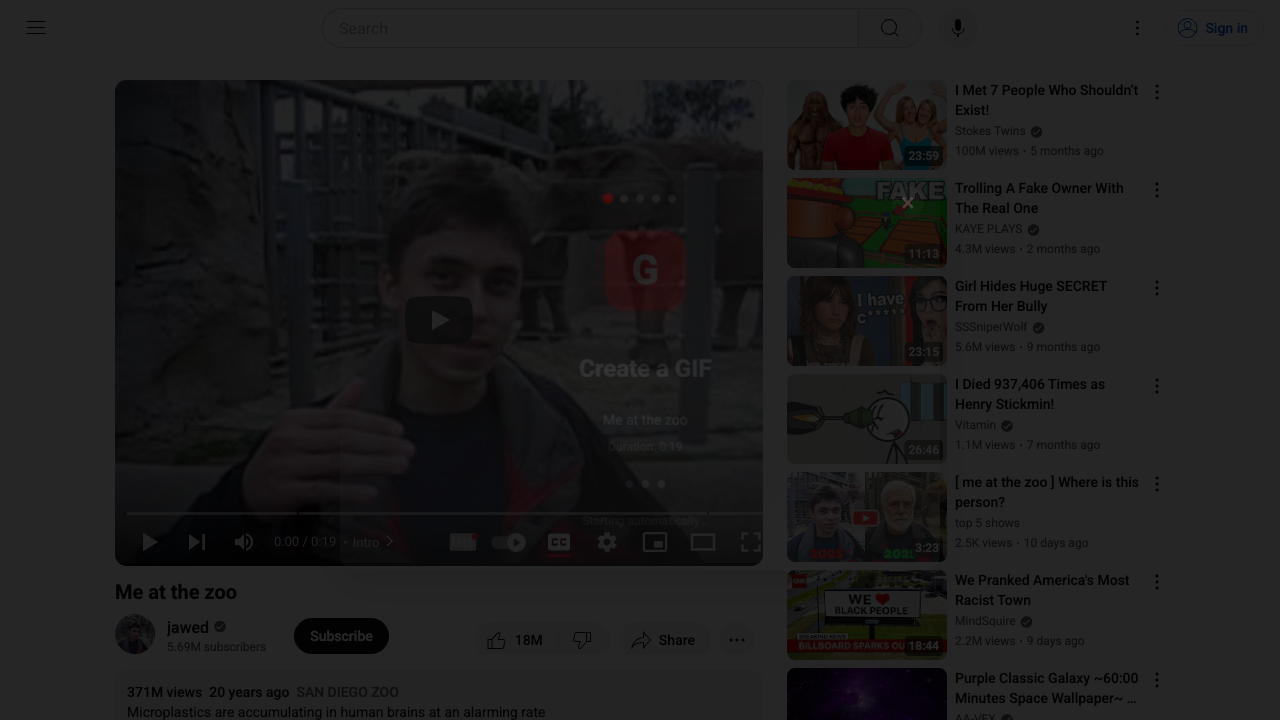 Search
Sign in
G
Create a GIF
Me at the zoo
Duration: 0:19
Starting automatically...
0:00 / 0:19 • Intro
CC
Me at the zoo
jawed
5.69M subscribers
Subscribe
18M
Share
371M views 20 years ago SAN DIEGO ZOO
Microplastics are accumulating in human brains at an alarming rate
23:59
I Met 7 People Who Shouldn't
Exist!
Stokes Twins
100M views • 5 months ago
FAKE
11:13
Trolling A Fake Owner With
The Real One
KAYE PLAYS
4.3M views • 2 months ago
I have
C*****
23:15
Girl Hides Huge SECRET
From Her Bully
SSSniperWolf
5.6M views • 9 months ago
26:46
I Died 937,406 Times as
Henry Stickmin!
Vitamin
1.1M views • 7 months ago
2005
3:23
[ me at the zoo ] Where is this
person?
top 5 shows
2.5K views • 10 days ago
WE
BLACK PEOPLE
BREAKING NEWS
BILLBOARD SPARKS
18:44
We Pranked America's Most
Racist Town
MindSquire
2.2M views • 9 days ago
Purple Classic Galaxy ~60:00
Minutes Space Wallpaper~ ...
AA-VFX